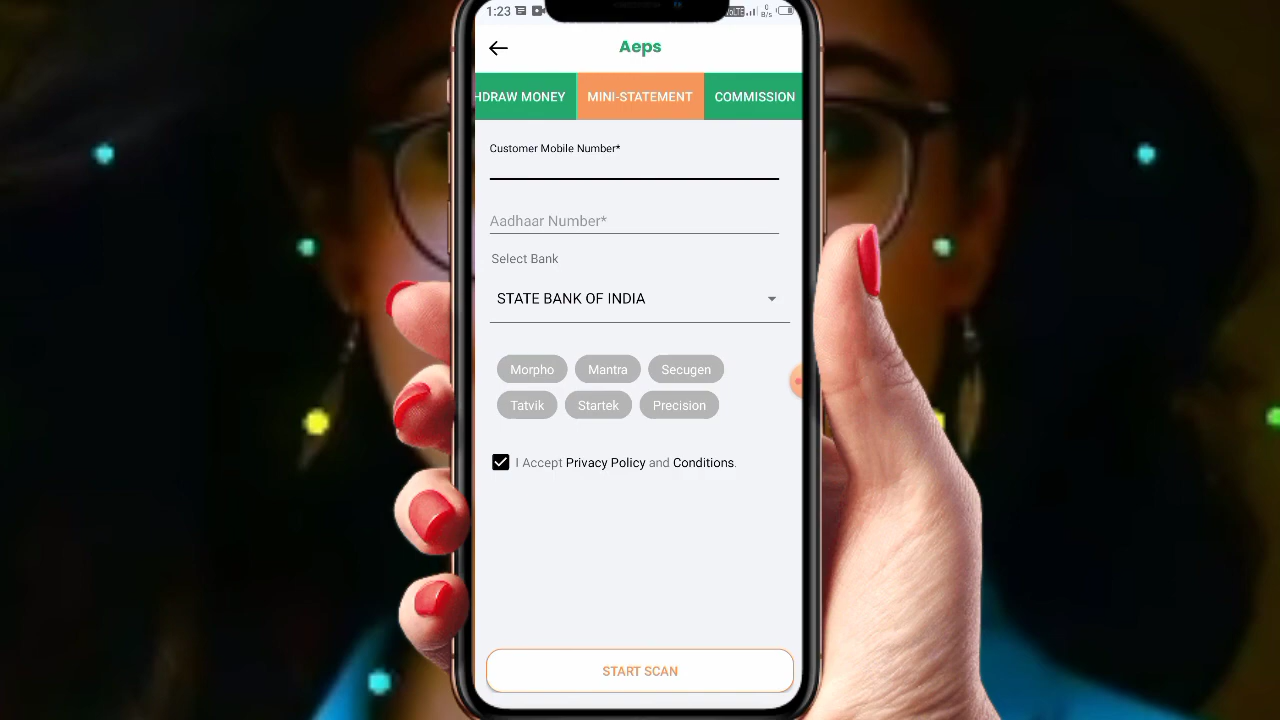 1:23
Aeps
HDRAW MONEY MINI-STATEMENT COMMISSION
Customer Mobile Number*
Aadhaar Number*
Select Bank
STATE BANK OF INDIA
Morpho Mantra Secugen
Tatvik Startek Precision
I Accept Privacy Policy and Conditions.
START SCAN